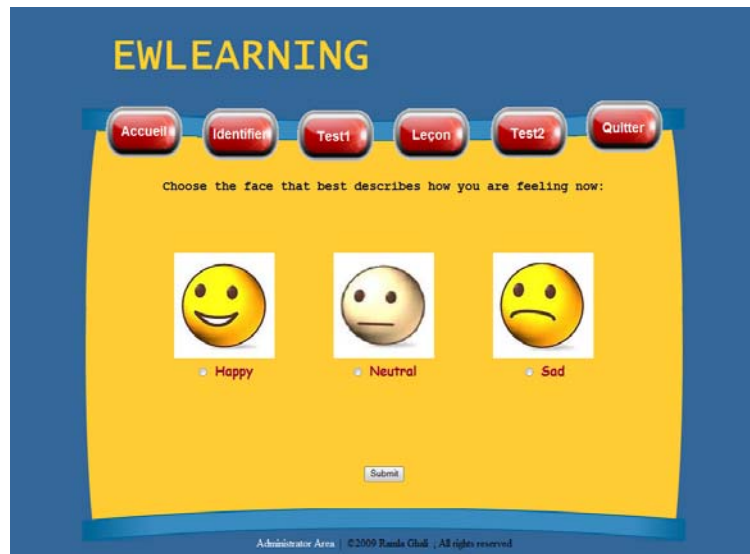 EWLEARNING
Accueil Identifier Test1 Leçon Test2 Quitter
Choose the face that best describes how you are feeling now:
Happy Neutral Sad
Submit
Administrator Area | ©2009 Ramla Ghali ; All rights reserved